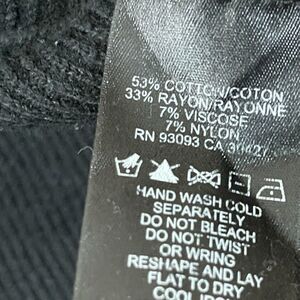 53% COTTON/COTON
33% RAYON/RAYONNE
7% VISCOSE
7% NYLON
RN 93093 CA
HAND WASH COLD
SEPARATELY
DO NOT BLEACH
DO NOT TWIST
OR WRING
RESHAPE AND LAY
FLAT TO DRY
COOL